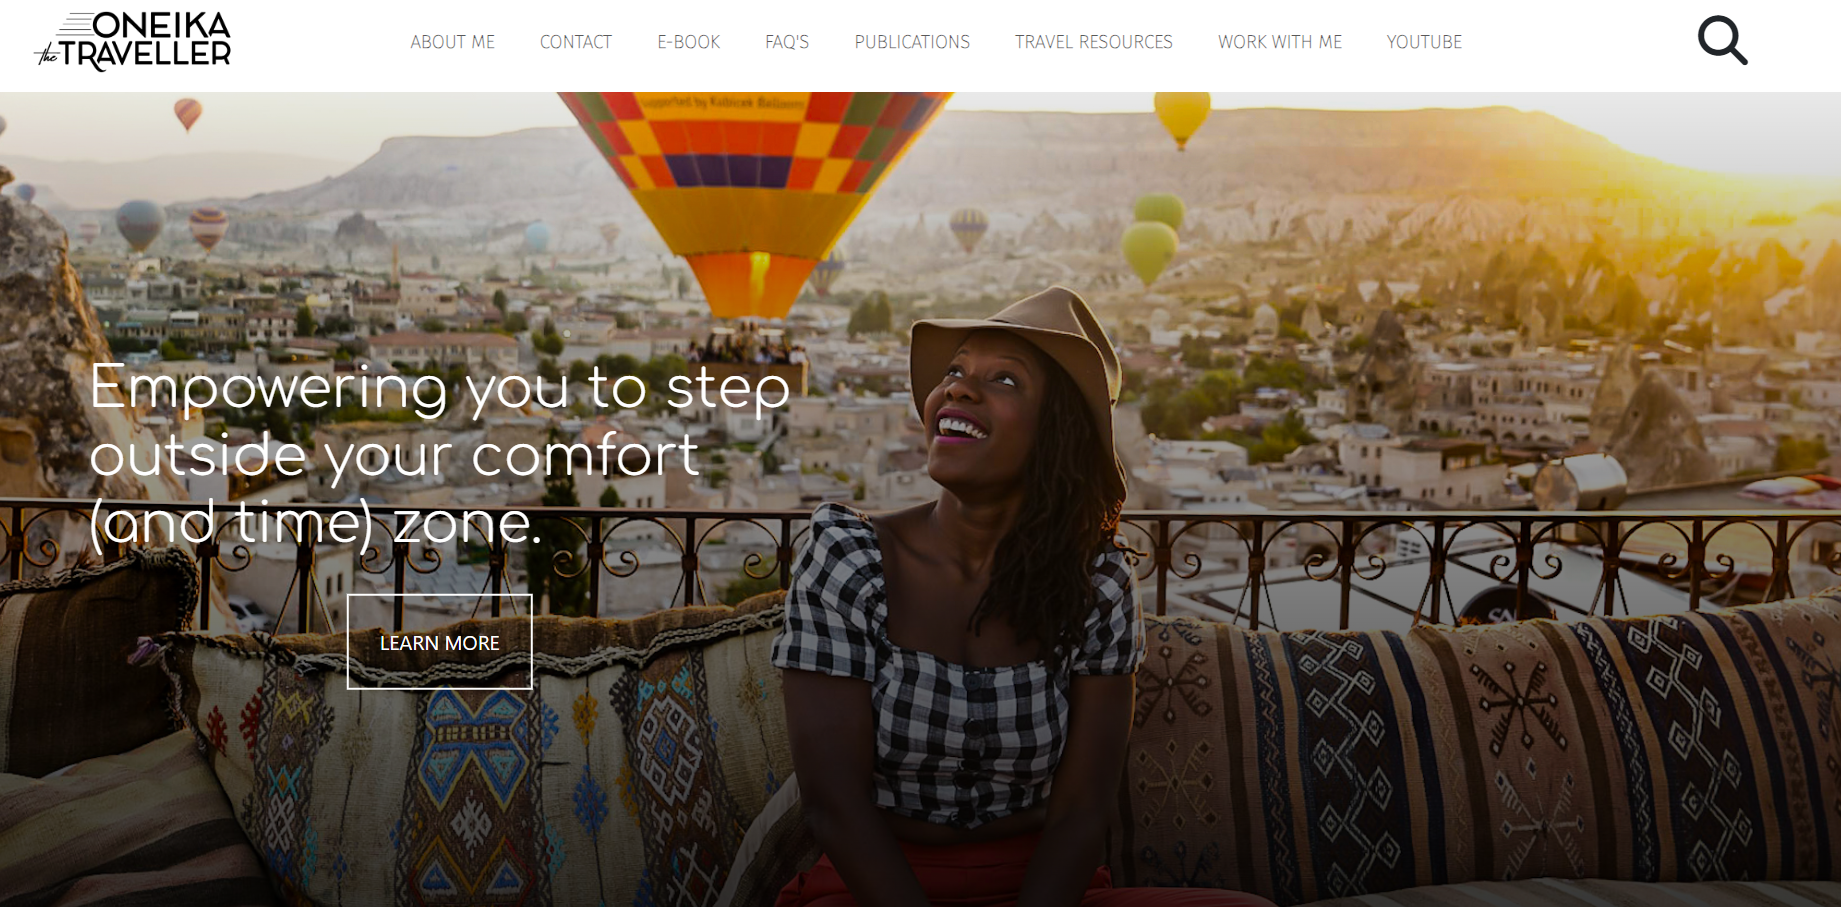 ONEIKA
the TRAVELLER
ABOUT ME
CONTACT
E-BOOK
FAQ'S
PUBLICATIONS
TRAVEL RESOURCES
WORK WITH ME
YOUTUBE
Supported by Kubicek Balloons
Empowering you to step
outside your comfort
(and time) zone.
LEARN MORE